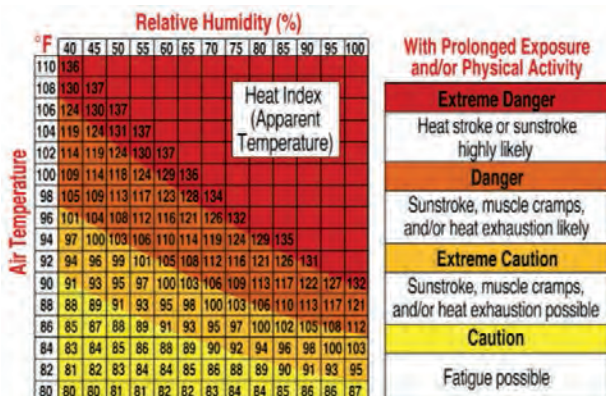 Relative Humidity (%)
°F 40 45 50 55 60 65 70 75 80 85 90 95 100
110 136
108 130 137
106 124 130 137
104 119 124 131 137
102 114 119 124 130 137
100 109 114 118 124 129 136
98 105 109 113 117 123 128 134
96 101 104 108 112 116 121 126 132
94 97 100 103 106 110 114 119 124 129 135
92 94 96 99 101 105 108 112 116 121 126 131
90 91 93 95 97 100 103 106 109 113 117 122 127 132
88 88 89 91 93 95 98 100 103 106 110 113 117 121
86 85 87 88 89 91 93 95 97 100 102 105 108 112
84 83 84 85 86 88 89 90 92 94 96 98 100 103
82 81 82 83 84 84 85 86 88 89 90 91 93 95
80 80 80 81 81 82 82 83 84 84 85 86 86 87
Air Temperature
Heat Index
(Apparent
Temperature)
With Prolonged Exposure
and/or Physical Activity
Extreme Danger
Heat stroke or sunstroke
highly likely
Danger
Sunstroke, muscle cramps,
and/or heat exhaustion likely
Extreme Caution
Sunstroke, muscle cramps,
and/or heat exhaustion possible
Caution
Fatigue possible